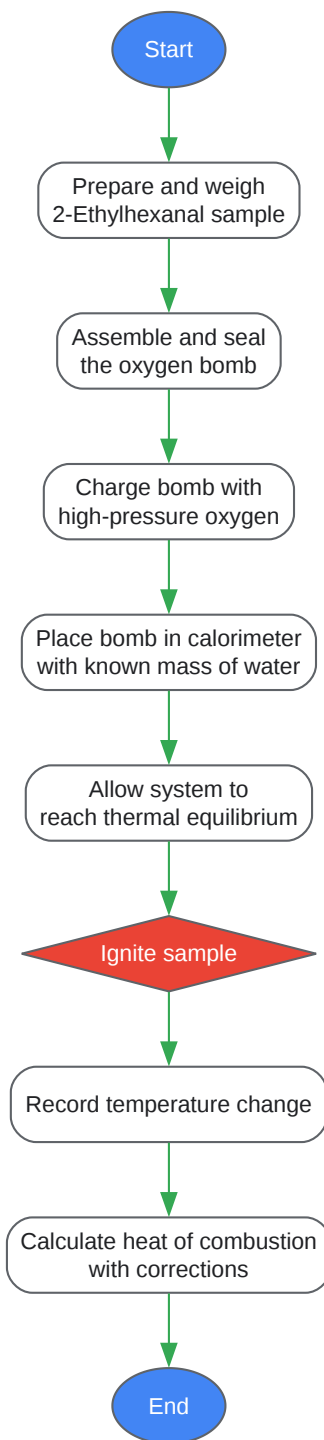 Start
Prepare and weigh
2-Ethylhexanal sample
Assemble and seal
the oxygen bomb
Charge bomb with
high-pressure oxygen
Place bomb in calorimeter
with known mass of water
Allow system to
reach thermal equilibrium
Ignite sample
Record temperature change
Calculate heat of combustion
with corrections
End